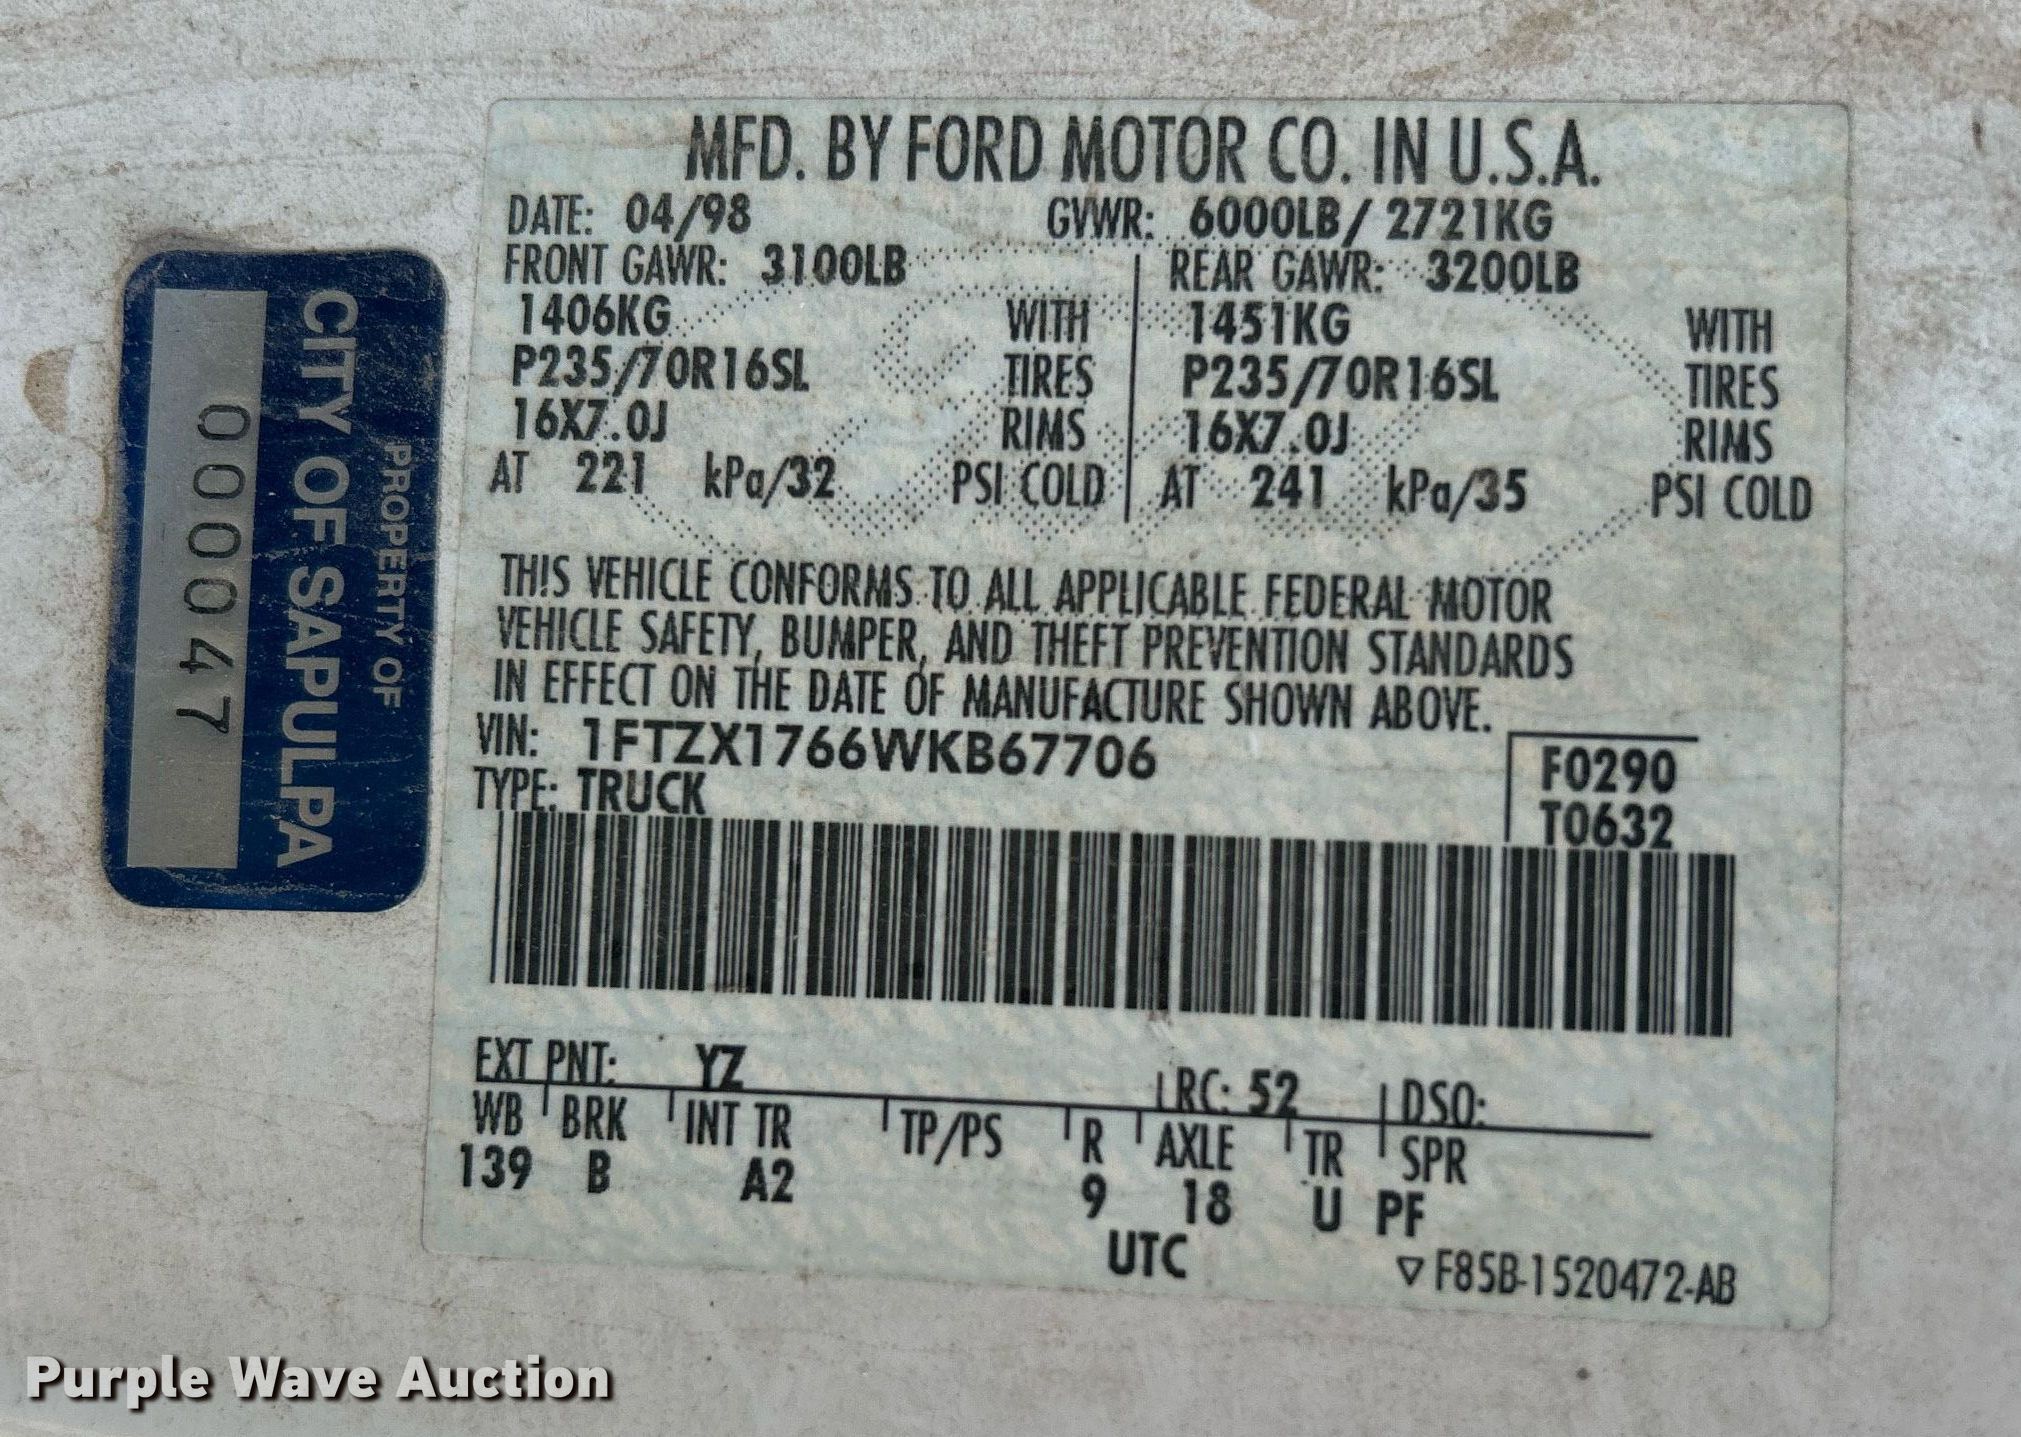 MFD. BY FORD MOTOR CO. IN U.S.A.
DATE: 04/98 GVWR: 6000LB/ 2721KG
FRONT GAWR: 3100LB REAR GAWR: 3200LB
1406KG WITH 1451KG WITH
P235/70R16SL TIRES P235/70R16SL TIRES
16X7.0J RIMS 16X7.0J RIMS
AT 221 kPa/32 PSI COLD AT 241 kPa/35 PSI COLD
THIS VEHICLE CONFORMS TO ALL APPLICABLE FEDERAL MOTOR
VEHICLE SAFETY, BUMPER, AND THEFT PREVENTION STANDARDS
IN EFFECT ON THE DATE OF MANUFACTURE SHOWN ABOVE.
VIN: 1FTZX1766WKB67706
TYPE: TRUCK
F0290
T0632
EXT PNT: YZ RC: 52 DSO:
WB BRK INT TR TP/PS R AXLE TR SPR
139 B A2 9 18 U PF
UTC
▽ F85B-1520472-AB
PROPERTY OF
CITY OF SAPULPA
000047
Purple Wave Auction